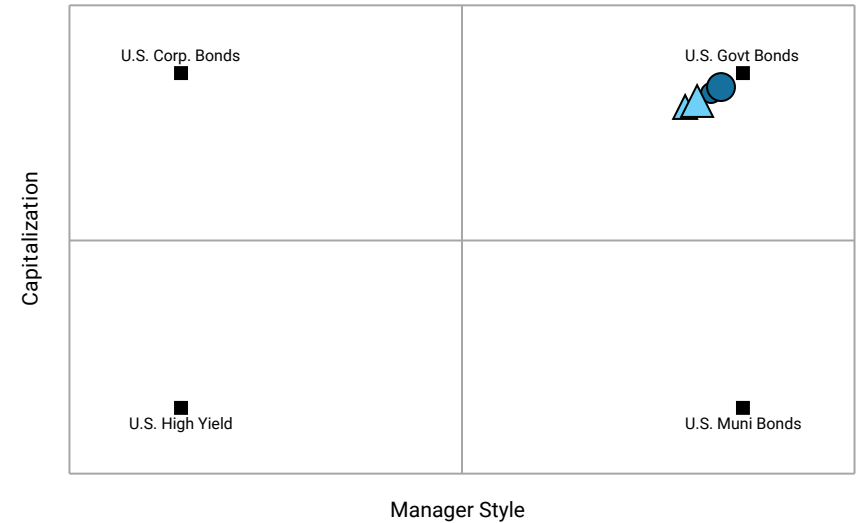 U.S. Corp. Bonds
U.S. Govt Bonds
Capitalization
U.S. High Yield
U.S. Muni Bonds
Manager Style